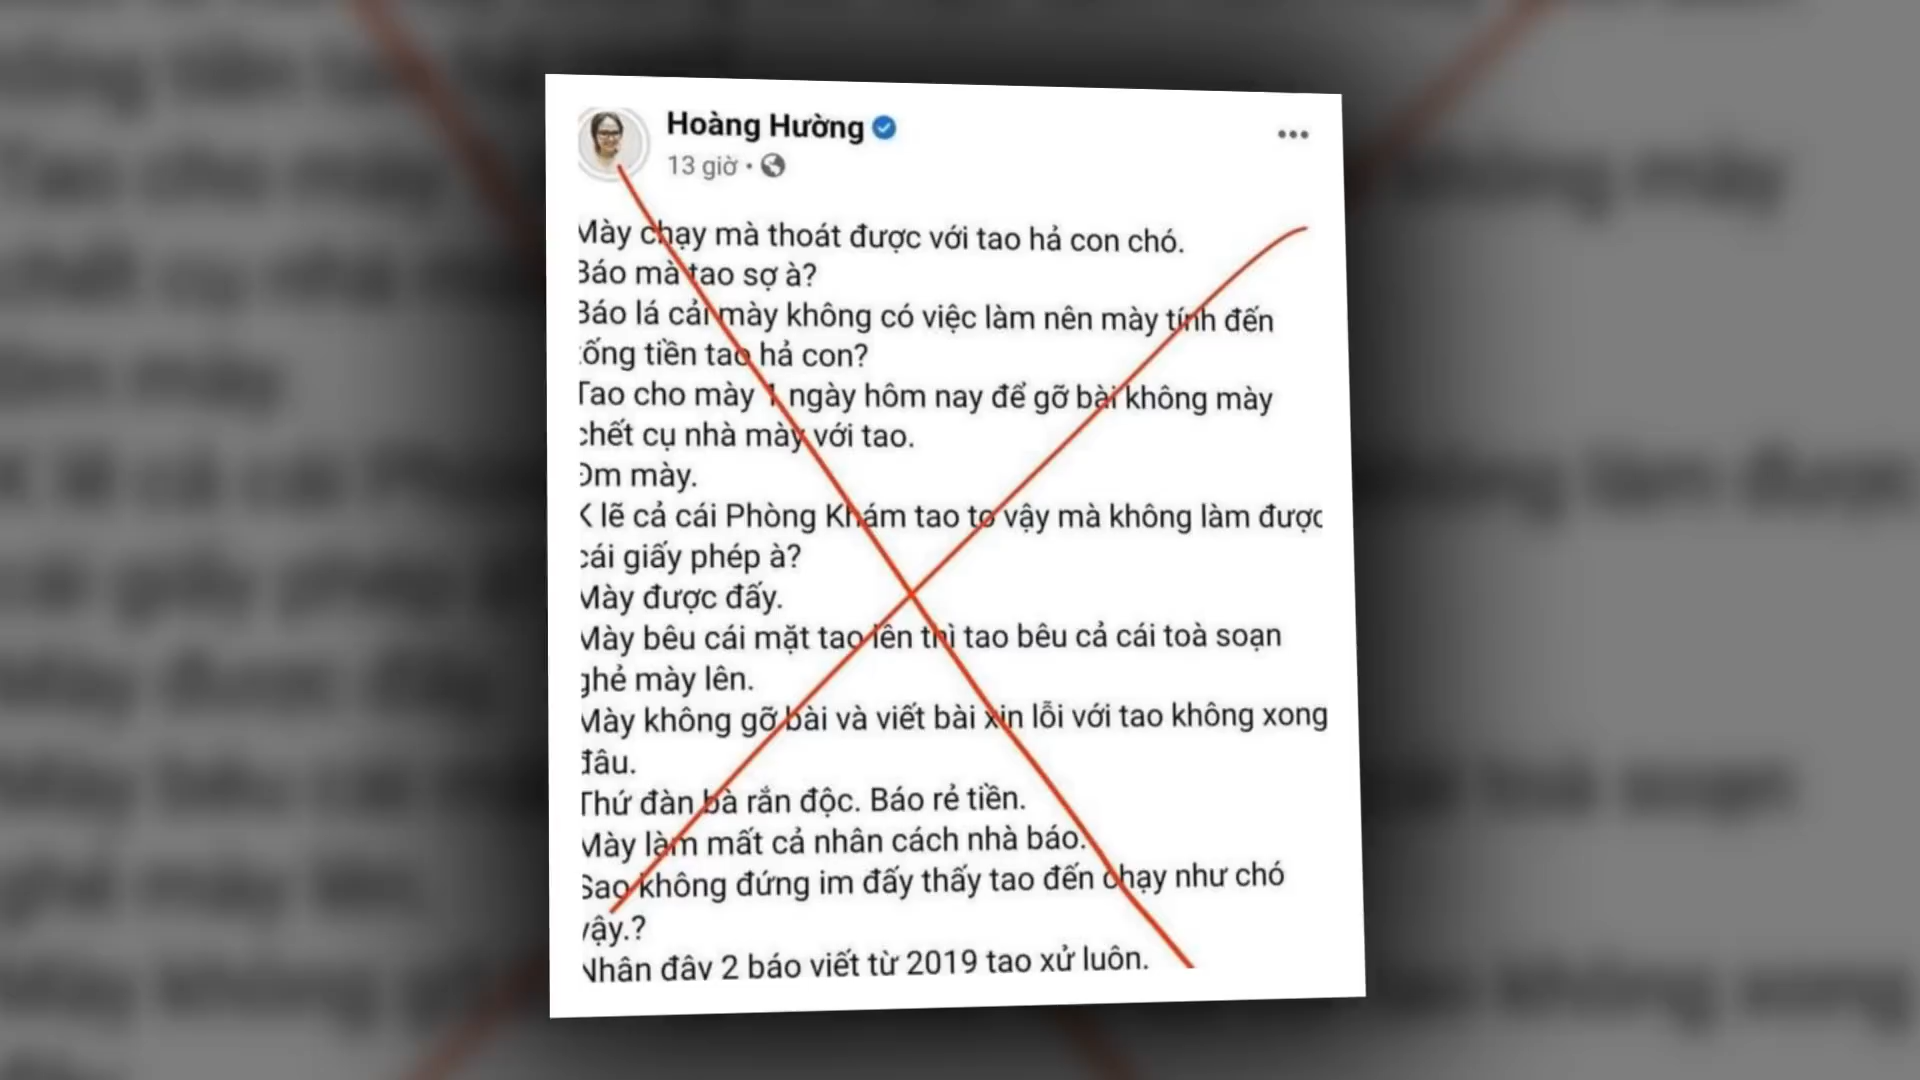 Hoàng Hường
13 giờ
Mày chạy mà thoát được với tao hả con chó.
Báo mà tao sợ à?
Báo lá cải mày không có việc làm nên mày tính đến
tống tiền tao hả con?
Tao cho mày 1 ngày hôm nay để gỡ bài không mày
chết cụ nhà mày với tao.
Đm mày.
K lẽ cả cái Phòng Khám tao to vậy mà không làm được
cái giấy phép à?
Mày được đấy.
Mày bêu cái mặt tao lên thì tao bêu cả cái toà soạn
ghẻ mày lên.
Mày không gỡ bài và viết bài xin lỗi với tao không xong
đâu.
Thứ đàn bà rắn độc. Báo rẻ tiền.
Mày làm mất cả nhân cách nhà báo.
Sao không đứng im đấy thấy tao đến chạy như chó
vậy.?
Nhân đây 2 báo viết từ 2019 tao xử luôn.